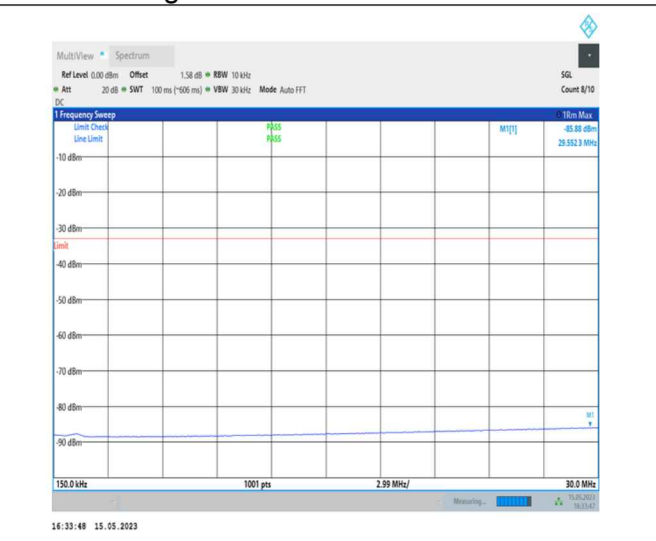 MultiView Spectrum
Ref Level 0.00 dBm Offset 1.58 dB RBW 10 kHz SGL
Att 20 dB SWT 100 ms (~606 ms) VBW 30 kHz Mode Auto FFT Count 8/10
DC
1 Frequency Sweep 1Rm Max
Limit Check PASS M1[1] -85.88 dBm
Line Limit PASS 29.552 3 MHz
-10 dBm
-20 dBm
-30 dBm
Limit
-40 dBm
-50 dBm
-60 dBm
-70 dBm
-80 dBm
M1
-90 dBm
150.0 kHz 1001 pts 2.99 MHz/ 30.0 MHz
Measuring... 15.05.2023
16:33:47
16:33:48 15.05.2023